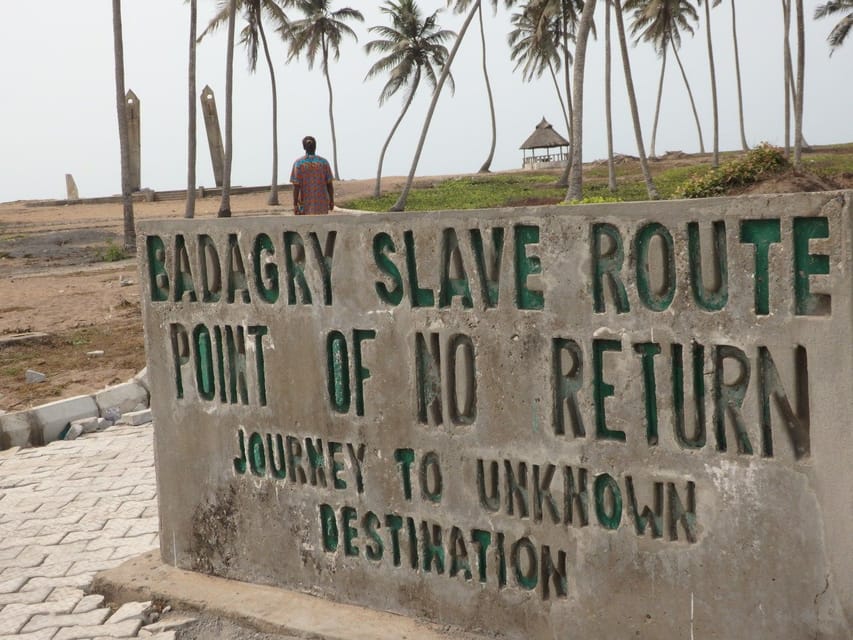 BADAGRY SLAVE ROUTE
POINT OF NO RETURN
JOURNEY TO UNKNOWN
DESTINATION